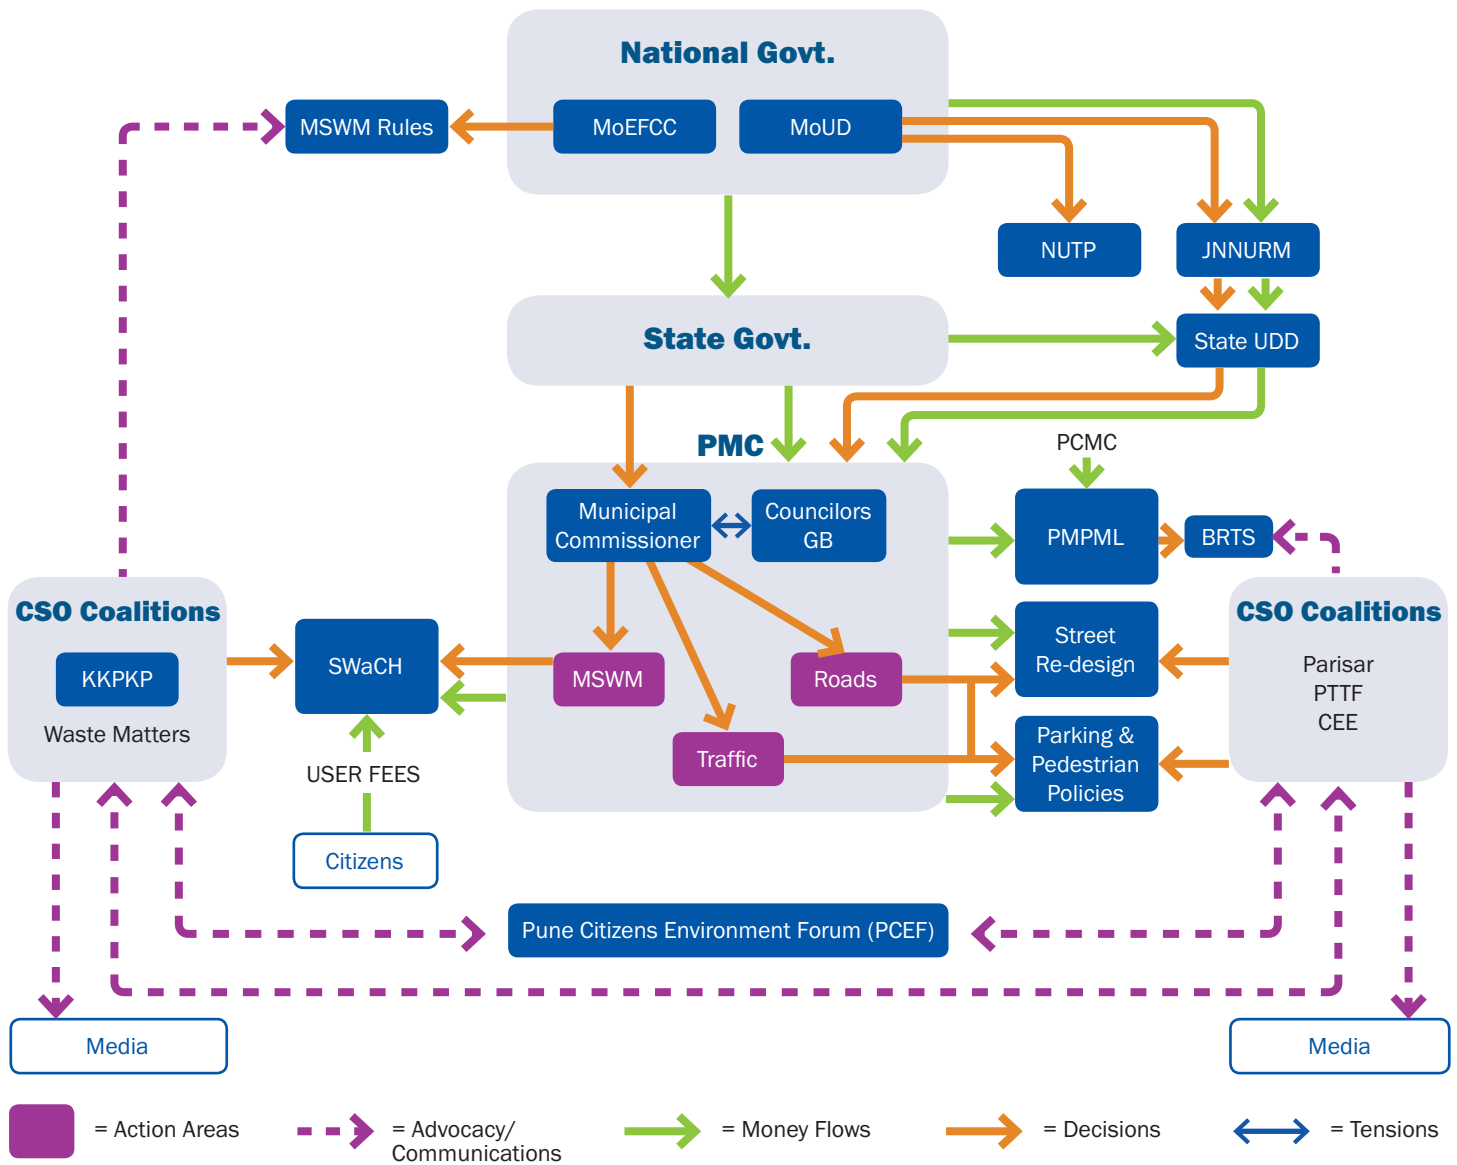 National Govt.
MSWM Rules
MoEFCC
MoUD
NUTP
JNNURM
State Govt.
State UDD
PMC
PCMC
Municipal
Commissioner
Councilors
GB
PMPML
BRTS
CSO Coalitions
KKPKP
Waste Matters
SWaCH
MSWM
Roads
Traffic
Street
Re-design
Parking &
Pedestrian
Policies
CSO Coalitions
Parisar
PTTF
CEE
USER FEES
Citizens
Pune Citizens Environment Forum (PCEF)
Media
Media
= Action Areas
= Advocacy/
Communications
= Money Flows
= Decisions
= Tensions